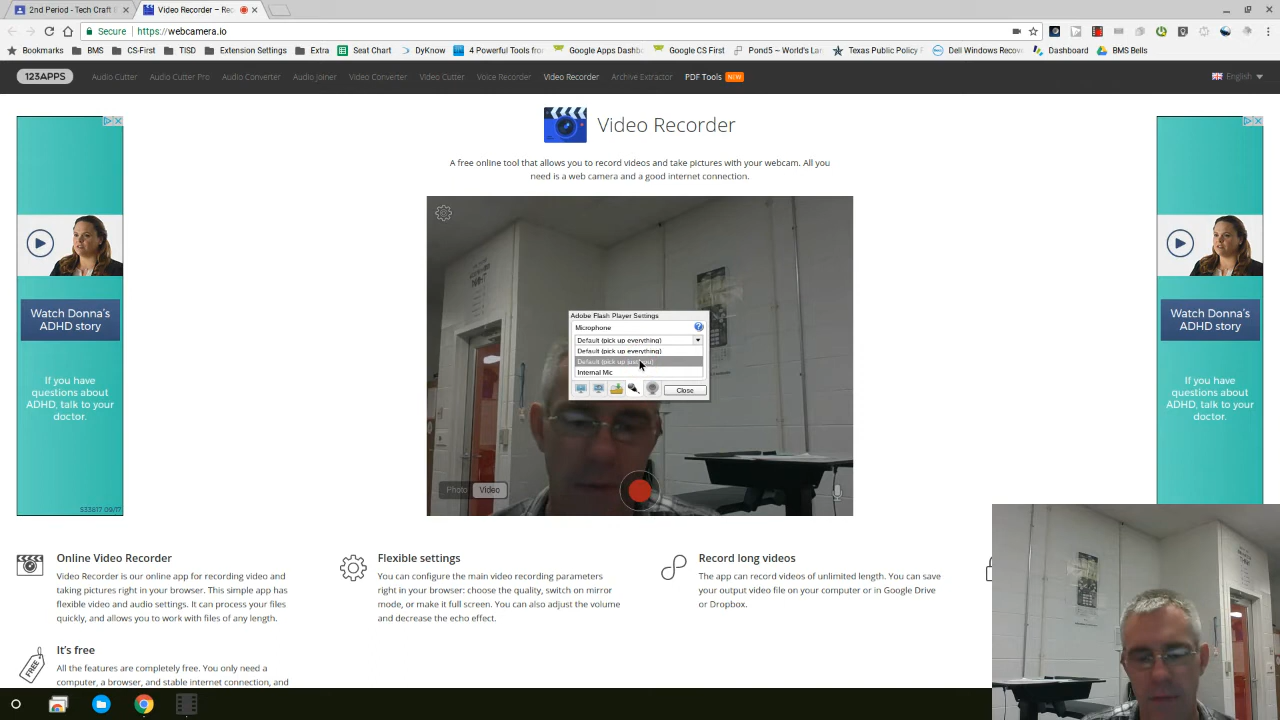 2nd Period - Tech Craft
Video Recorder – Rec
Secure
https://webcamera.io
Bookmarks
BMS
CS-First
TISD
Extension Settings
Extra
Seat Chart
DyKnow
4 Powerful Tools from
Google Apps Dashb
Google CS First
Pond5 – World's Lar
Texas Public Policy F
Dell Windows Recov
Dashboard
BMS Bells
123APPS
Audio Cutter
Audio Cutter Pro
Audio Converter
Audio Joiner
Video Converter
Video Cutter
Voice Recorder
Video Recorder
Archive Extractor
PDF Tools
NEW
English
Video Recorder
A free online tool that allows you to record videos and take pictures with your webcam. All you
need is a web camera and a good internet connection.
Watch Donna's
ADHD story
If you have
questions about
ADHD, talk to your
doctor.
S33817 09/17
Adobe Flash Player Settings
Microphone
Default (pick up everything)
Default (pick up everything)
Internal Mic
Close
Photo
Video
Watch Donna's
ADHD story
If you have
questions about
ADHD, talk to your
doctor.
Online Video Recorder
Video Recorder is our online app for recording video and
taking pictures right in your browser. This simple app has
flexible video and audio settings. It can process your files
quickly, and allows you to work with files of any length.
Flexible settings
You can configure the main video recording parameters
right in your browser: choose the quality, switch on mirror
mode, or make it full screen. You can also adjust the volume
and decrease the echo effect.
Record long videos
The app can record videos of unlimited length. You can save
your output video file on your computer or in Google Drive
or Dropbox.
FREE
It's free
All the features are completely free. You only need a
computer, a browser, and stable internet connection, and